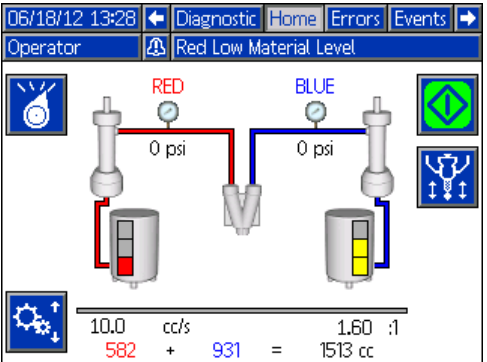 06/18/12 13:28 Diagnostic Home Errors Events
Operator Red Low Material Level
RED BLUE
0 psi 0 psi
10.0 cc/s 1.60 :1
582 + 931 = 1513 cc